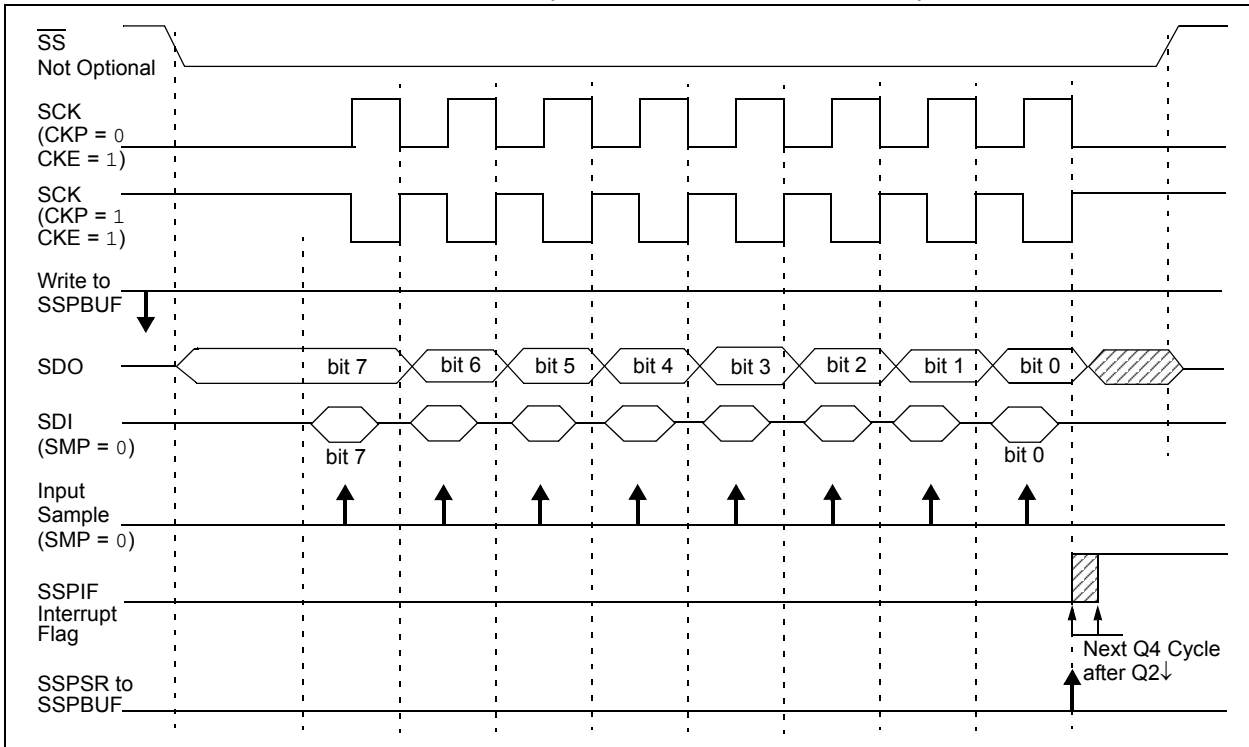 SS
Not Optional
SCK
(CKP = 0
CKE = 1)
SCK
(CKP = 1
CKE = 1)
Write to
SSPBUF
SDO
bit 7
bit 6
bit 5
bit 4
bit 3
bit 2
bit 1
bit 0
SDI
(SMP = 0)
bit 7
bit 0
Input
Sample
(SMP = 0)
SSPIF
Interrupt
Flag
Next Q4 Cycle
after Q2↓
SSPSR to
SSPBUF